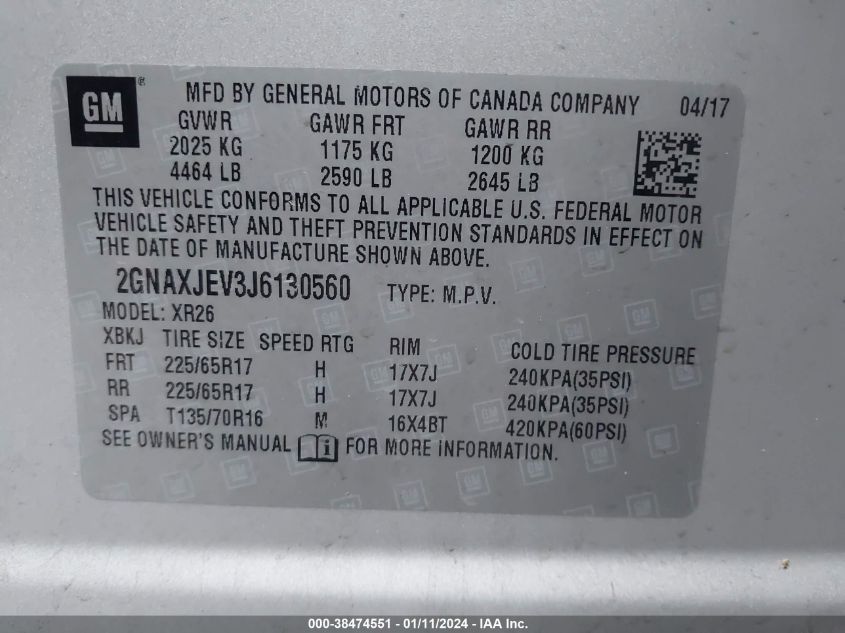 GM ® MFD BY GENERAL MOTORS OF CANADA COMPANY 04/17
GVWR GAWR FRT GAWR RR
2025 KG 1175 KG 1200 KG
4464 LB 2590 LB 2645 LB
THIS VEHICLE CONFORMS TO ALL APPLICABLE U.S. FEDERAL MOTOR
VEHICLE SAFETY AND THEFT PREVENTION STANDARDS IN EFFECT ON
THE DATE OF MANUFACTURE SHOWN ABOVE.
2GNAXJEV3J6130560 TYPE: M.P.V.
MODEL: XR26
XBKJ TIRE SIZE SPEED RTG RIM COLD TIRE PRESSURE
FRT 225/65R17 H 17X7J 240KPA(35PSI)
RR 225/65R17 H 17X7J 240KPA(35PSI)
SPA T135/70R16 M 16X4BT 420KPA(60PSI)
SEE OWNER'S MANUAL FOR MORE INFORMATION.
000-38474551 - 01/11/2024 - IAA Inc.